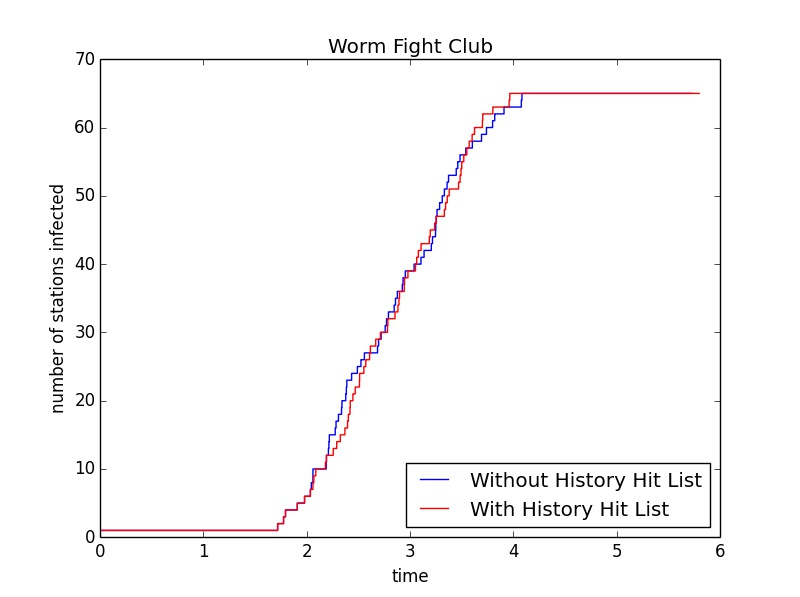 Worm Fight Club
70
60
50
40
30
20
10
0
number of stations infected
Without History Hit List
With History Hit List
0 1 2 3 4 5 6
time